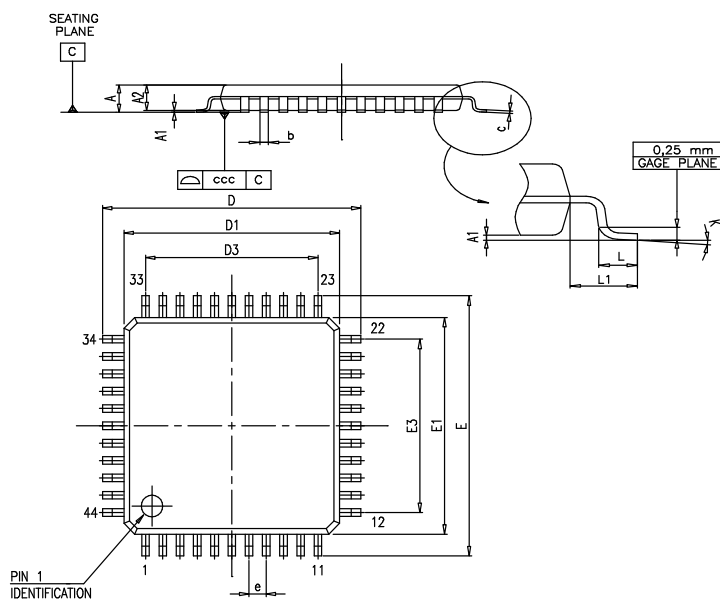 SEATING
PLANE
C
A
A2
A1
b
c
ccc C
0,25 mm
GAGE PLANE
K
A1
L
L1
D
D1
D3
33 23
34 22
E3
E1
E
44 12
PIN 1
IDENTIFICATION
1 11
e